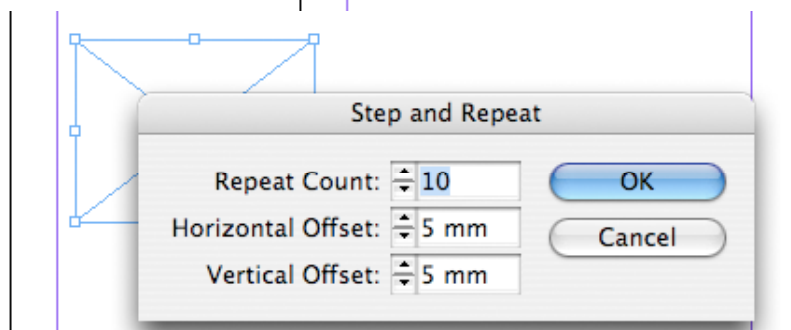 Step and Repeat
Repeat Count: 10
OK
Horizontal Offset: 5 mm
Cancel
Vertical Offset: 5 mm